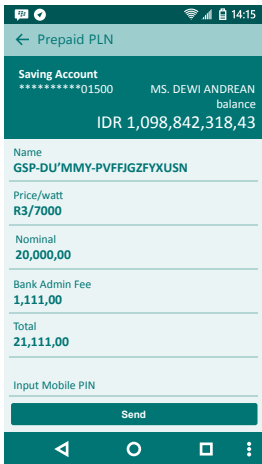 14:15
Prepaid PLN
Saving Account
**********01500 MS. DEWI ANDREAN
balance
IDR 1,098,842,318,43
Name
GSP-DU'MMY-PVFFJGZFYXUSN
Price/watt
R3/7000
Nominal
20,000,00
Bank Admin Fee
1,111,00
Total
21,111,00
Input Mobile PIN
Send